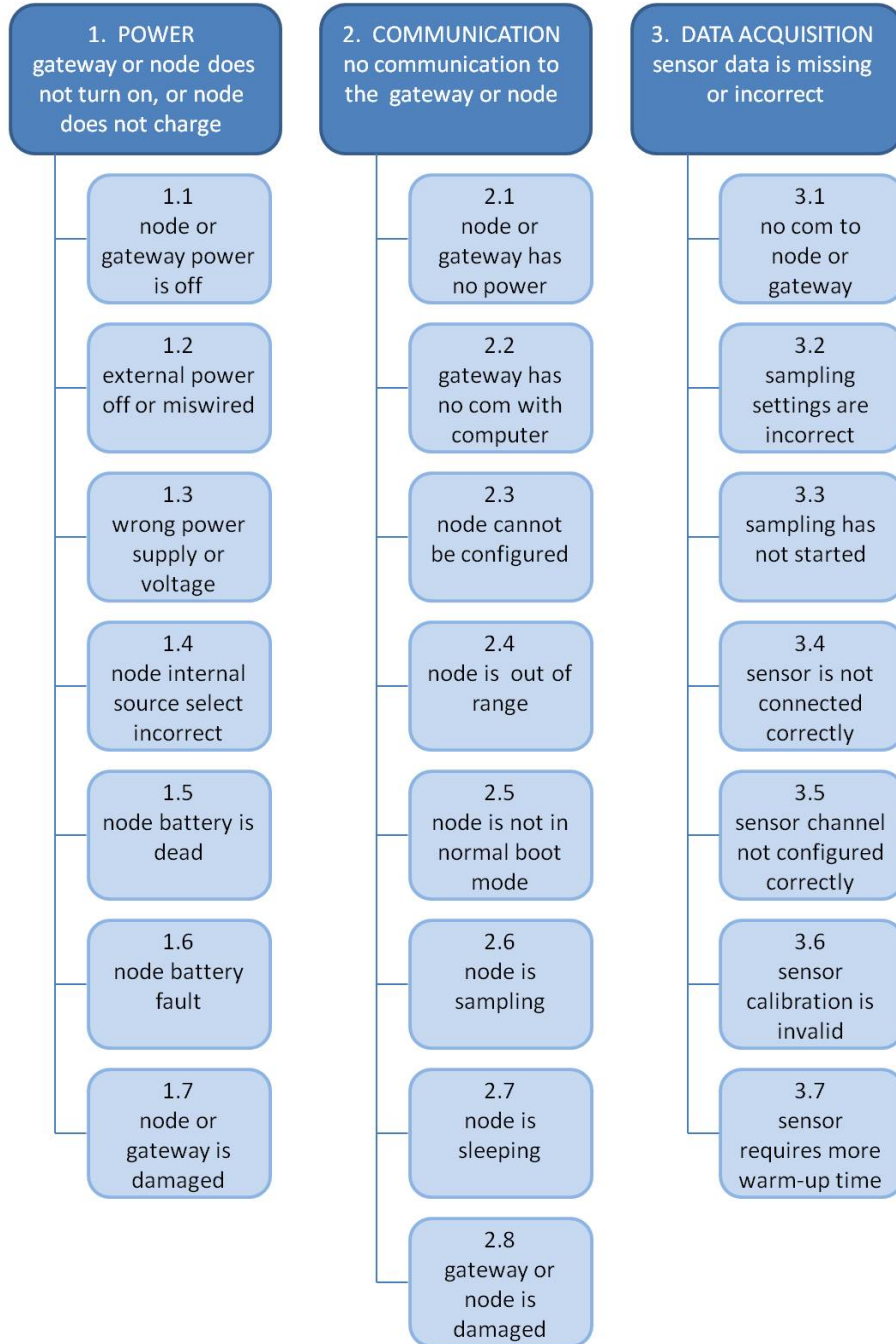 1. POWER
gateway or node does
not turn on, or node
does not charge
1.1
node or
gateway power
is off
1.2
external power
off or miswired
1.3
wrong power
supply or
voltage
1.4
node internal
source select
incorrect
1.5
node battery is
dead
1.6
node battery
fault
1.7
node or
gateway is
damaged
2. COMMUNICATION
no communication to
the gateway or node
2.1
node or
gateway has
no power
2.2
gateway has
no com with
computer
2.3
node cannot
be configured
2.4
node is out of
range
2.5
node is not in
normal boot
mode
2.6
node is
sampling
2.7
node is
sleeping
2.8
gateway or
node is
damaged
3. DATA ACQUISITION
sensor data is missing
or incorrect
3.1
no com to
node or
gateway
3.2
sampling
settings are
incorrect
3.3
sampling has
not started
3.4
sensor is not
connected
correctly
3.5
sensor channel
not configured
correctly
3.6
sensor
calibration is
invalid
3.7
sensor
requires more
warm-up time